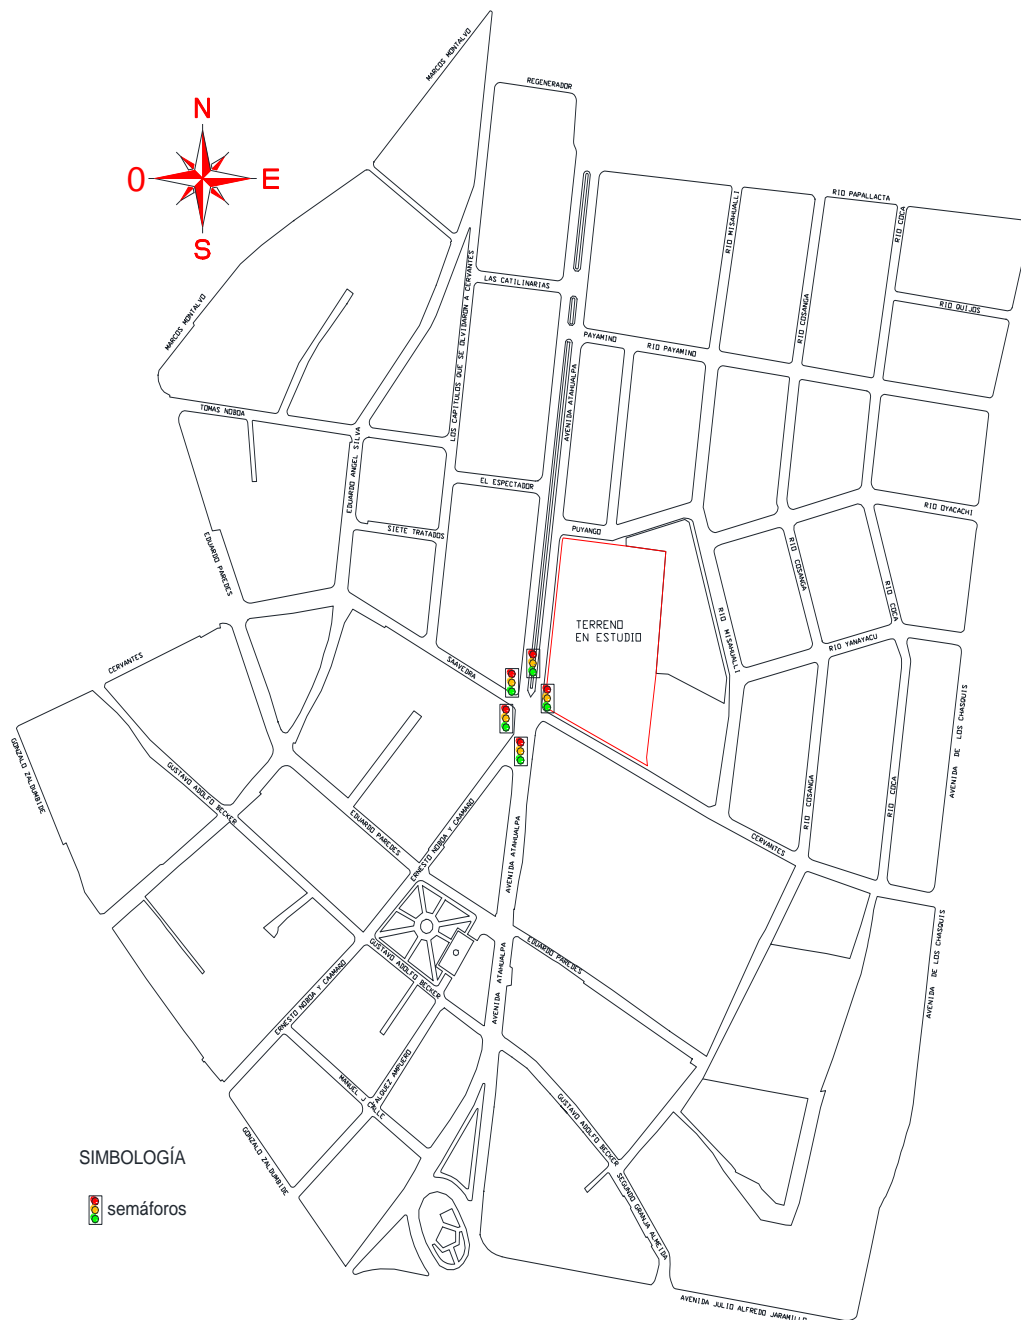 MARCOS MONTALVO
REGENERADOR
N
O
E
S
RIO PAPALLACTA
RIO MISAHUALLI
RIO COCA
LAS CATILINARIAS
RIO QUIJOS
MARCOS MONTALVO
LOS CAPITULOS QUE SE OLVIDARON A CERVANTES
RIO COSANGA
PAYAMINO
RIO PAYAMINO
AVENIDA ATAHUALPA
TOMAS NOBOA
EDUARDO ANGEL SILVA
EL ESPECTADOR
RIO OYACACHI
SIETE TRATADOS
PUYANGO
EDUARDO PAREDES
RIO COSANGA
RIO COCA
TERRENO
EN ESTUDIO
RIO MISAHUALLI
RIO YANAYACU
CERVANTES
SAAVEDRA
GONZALO ZALDUMBIDE
GUSTAVO ADOLFO BECKER
AVENIDA DE LOS CHASQUIS
RIO COSANGA
RIO COCA
EDUARDO PAREDES
ERNESTO NOBOA Y CAAMAÑO
AVENIDA ATAHUALPA
CERVANTES
GUSTAVO ADOLFO BECKER
AVENIDA ATAHUALPA
EDUARDO PAREDES
AVENIDA DE LOS CHASQUIS
ERNESTO NOBOA Y CAAMAÑO
MANUEL J CALLE
ALQUEZ AMPUERO
GUSTAVO ADOLFO BECKER
GONZALO ZALDUMBIDE
SEGUNDO GRANJA ALMEIDA
SIMBOLOGÍA
semáforos
AVENIDA JULIO ALFREDO JARAMILLO